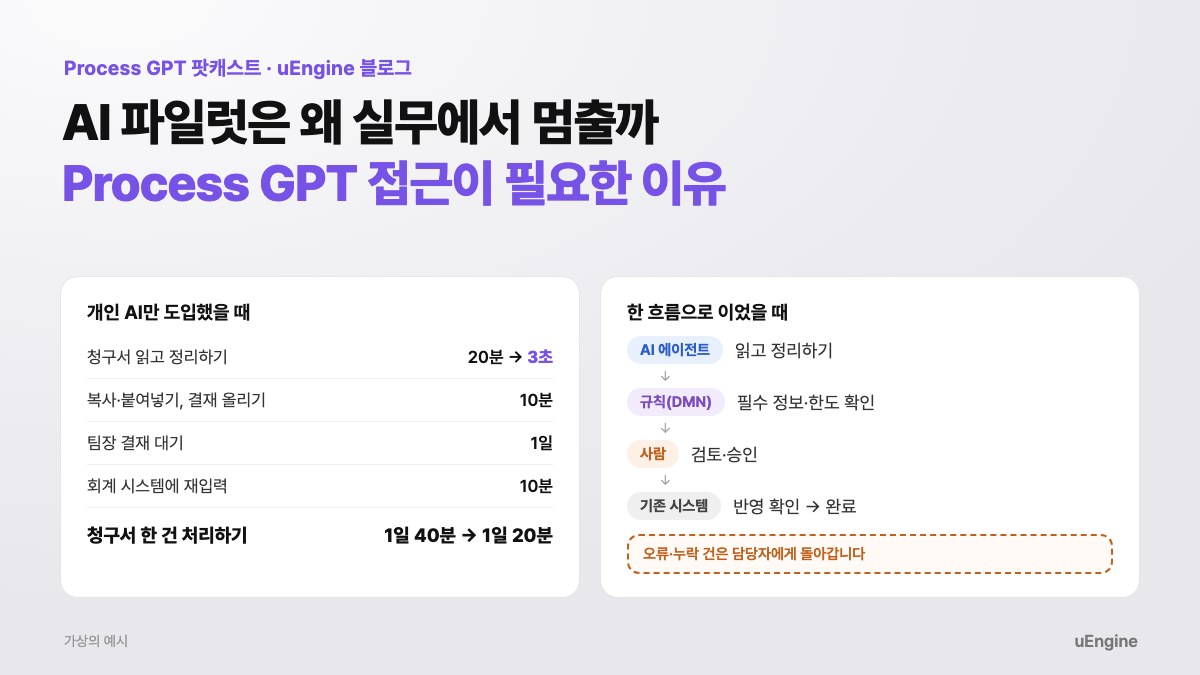 Process GPT 팟캐스트 · uEngine 블로그
AI 파일럿은 왜 실무에서 멈출까
Process GPT 접근이 필요한 이유
개인 AI만 도입했을 때
청구서 읽고 정리하기 20분 → 3초
복사·붙여넣기, 결재 올리기 10분
팀장 결재 대기 1일
회계 시스템에 재입력 10분
청구서 한 건 처리하기 1일 40분 → 1일 20분
한 흐름으로 이었을 때
AI 에이전트 읽고 정리하기
↓
규칙(DMN) 필수 정보·한도 확인
↓
사람 검토·승인
↓
기존 시스템 반영 확인 → 완료
오류·누락 건은 담당자에게 돌아갑니다
가상의 예시
uEngine